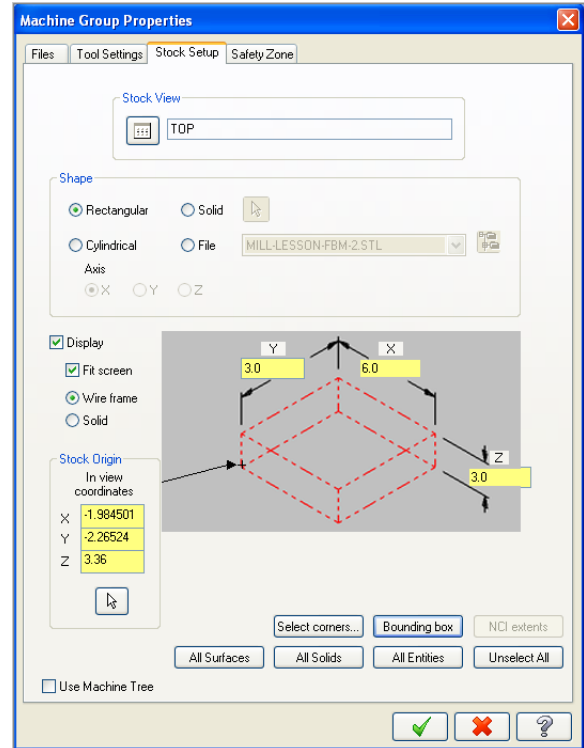 Machine Group Properties
Files Tool Settings Stock Setup Safety Zone
Stock View
TOP
Shape
Rectangular Solid
Cylindrical File MILL-LESSON-FBM-2.STL
Axis
X Y Z
Display
Fit screen
Wire frame
Solid
Y X
3.0 6.0
Z
3.0
Stock Origin
In view
coordinates
X -1.984501
Y -2.26524
Z 3.36
Select corners... Bounding box NCI extents
All Surfaces All Solids All Entities Unselect All
Use Machine Tree
?